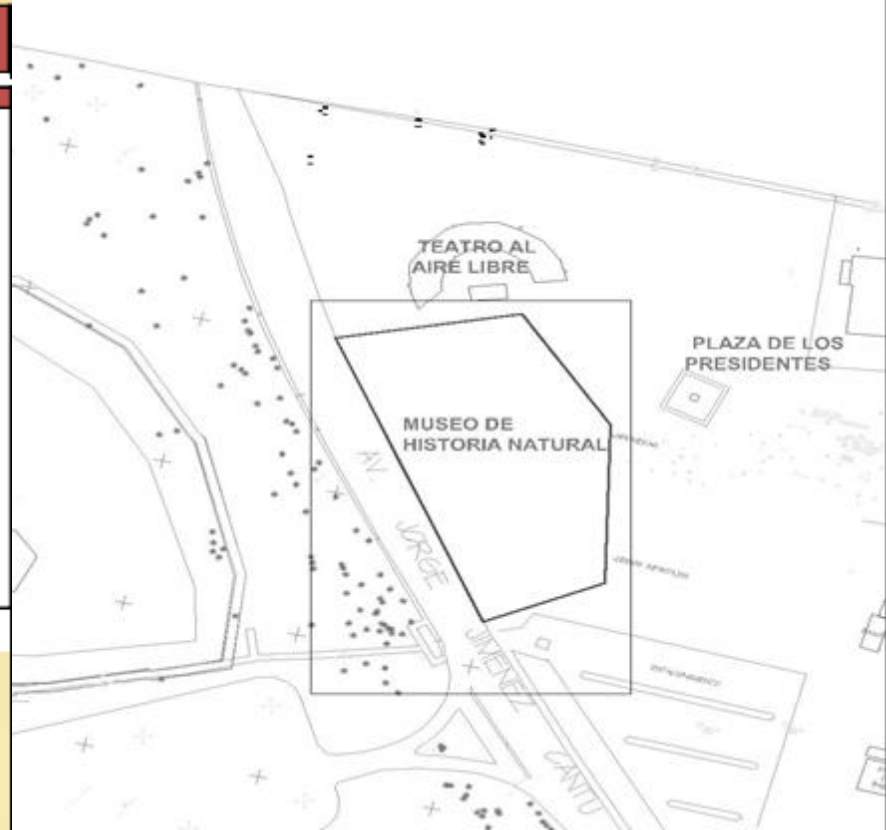 TEATRO AL
AIRE LIBRE
PLAZA DE LOS
PRESIDENTES
MUSEO DE
HISTORIA NATURAL
AV.
JORGE
JIMENEZ
CANTU